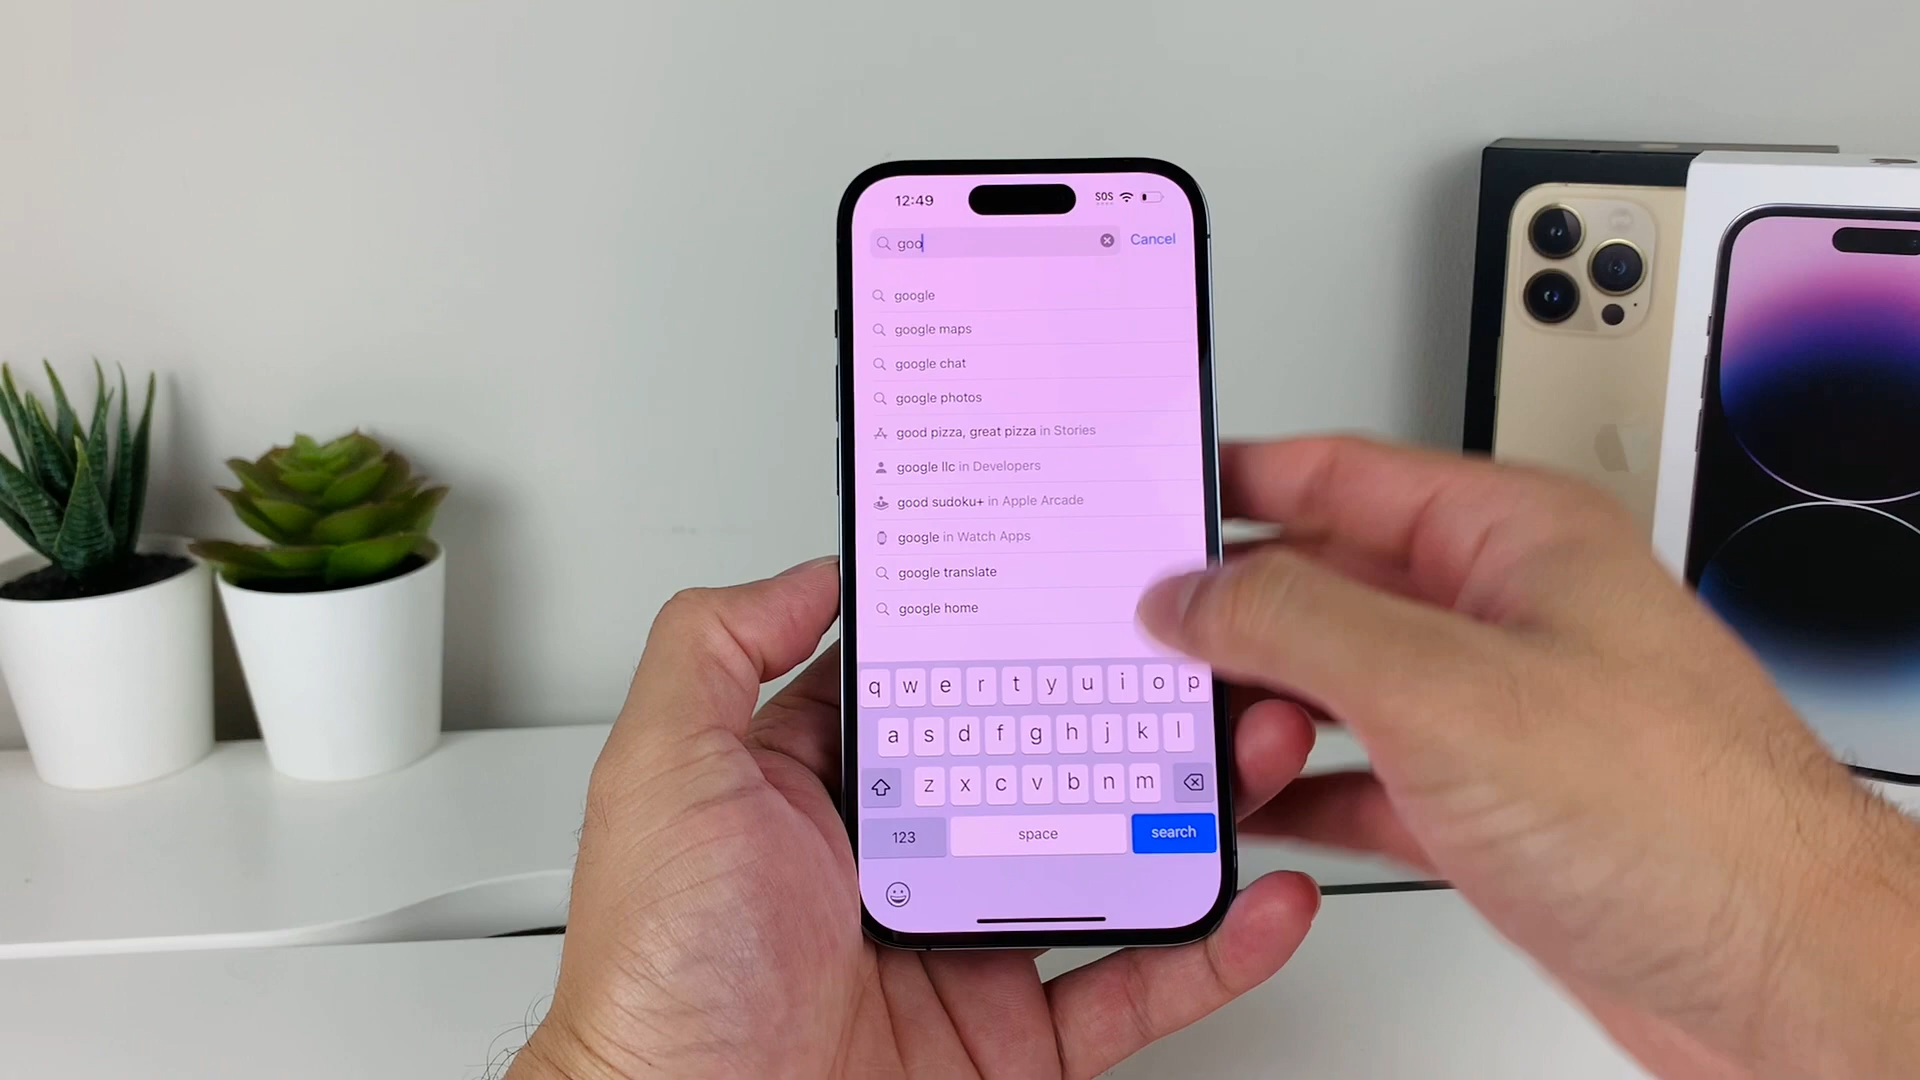 12:49
SOS
goo
Cancel
google
google maps
google chat
google photos
good pizza, great pizza in Stories
google llc in Developers
good sudoku+ in Apple Arcade
google in Watch Apps
google translate
google home
q w e r t y u i o p
a s d f g h j k l
z x c v b n m
123
space
search